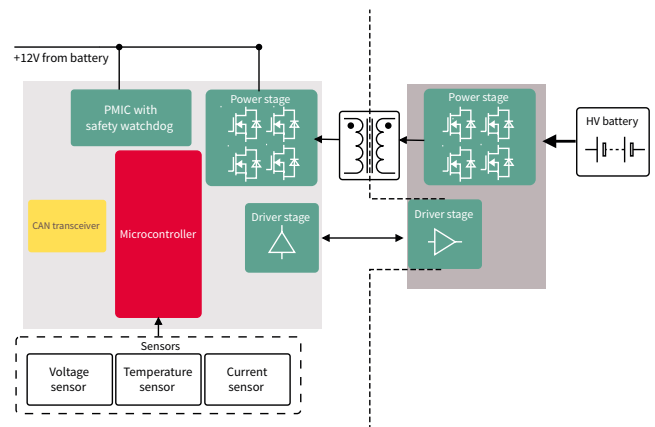 +12V from battery
PMIC with
safety watchdog
Power stage
Power stage
HV battery
CAN transceiver
Microcontroller
Driver stage
Driver stage
Sensors
Voltage
sensor
Temperature
sensor
Current
sensor